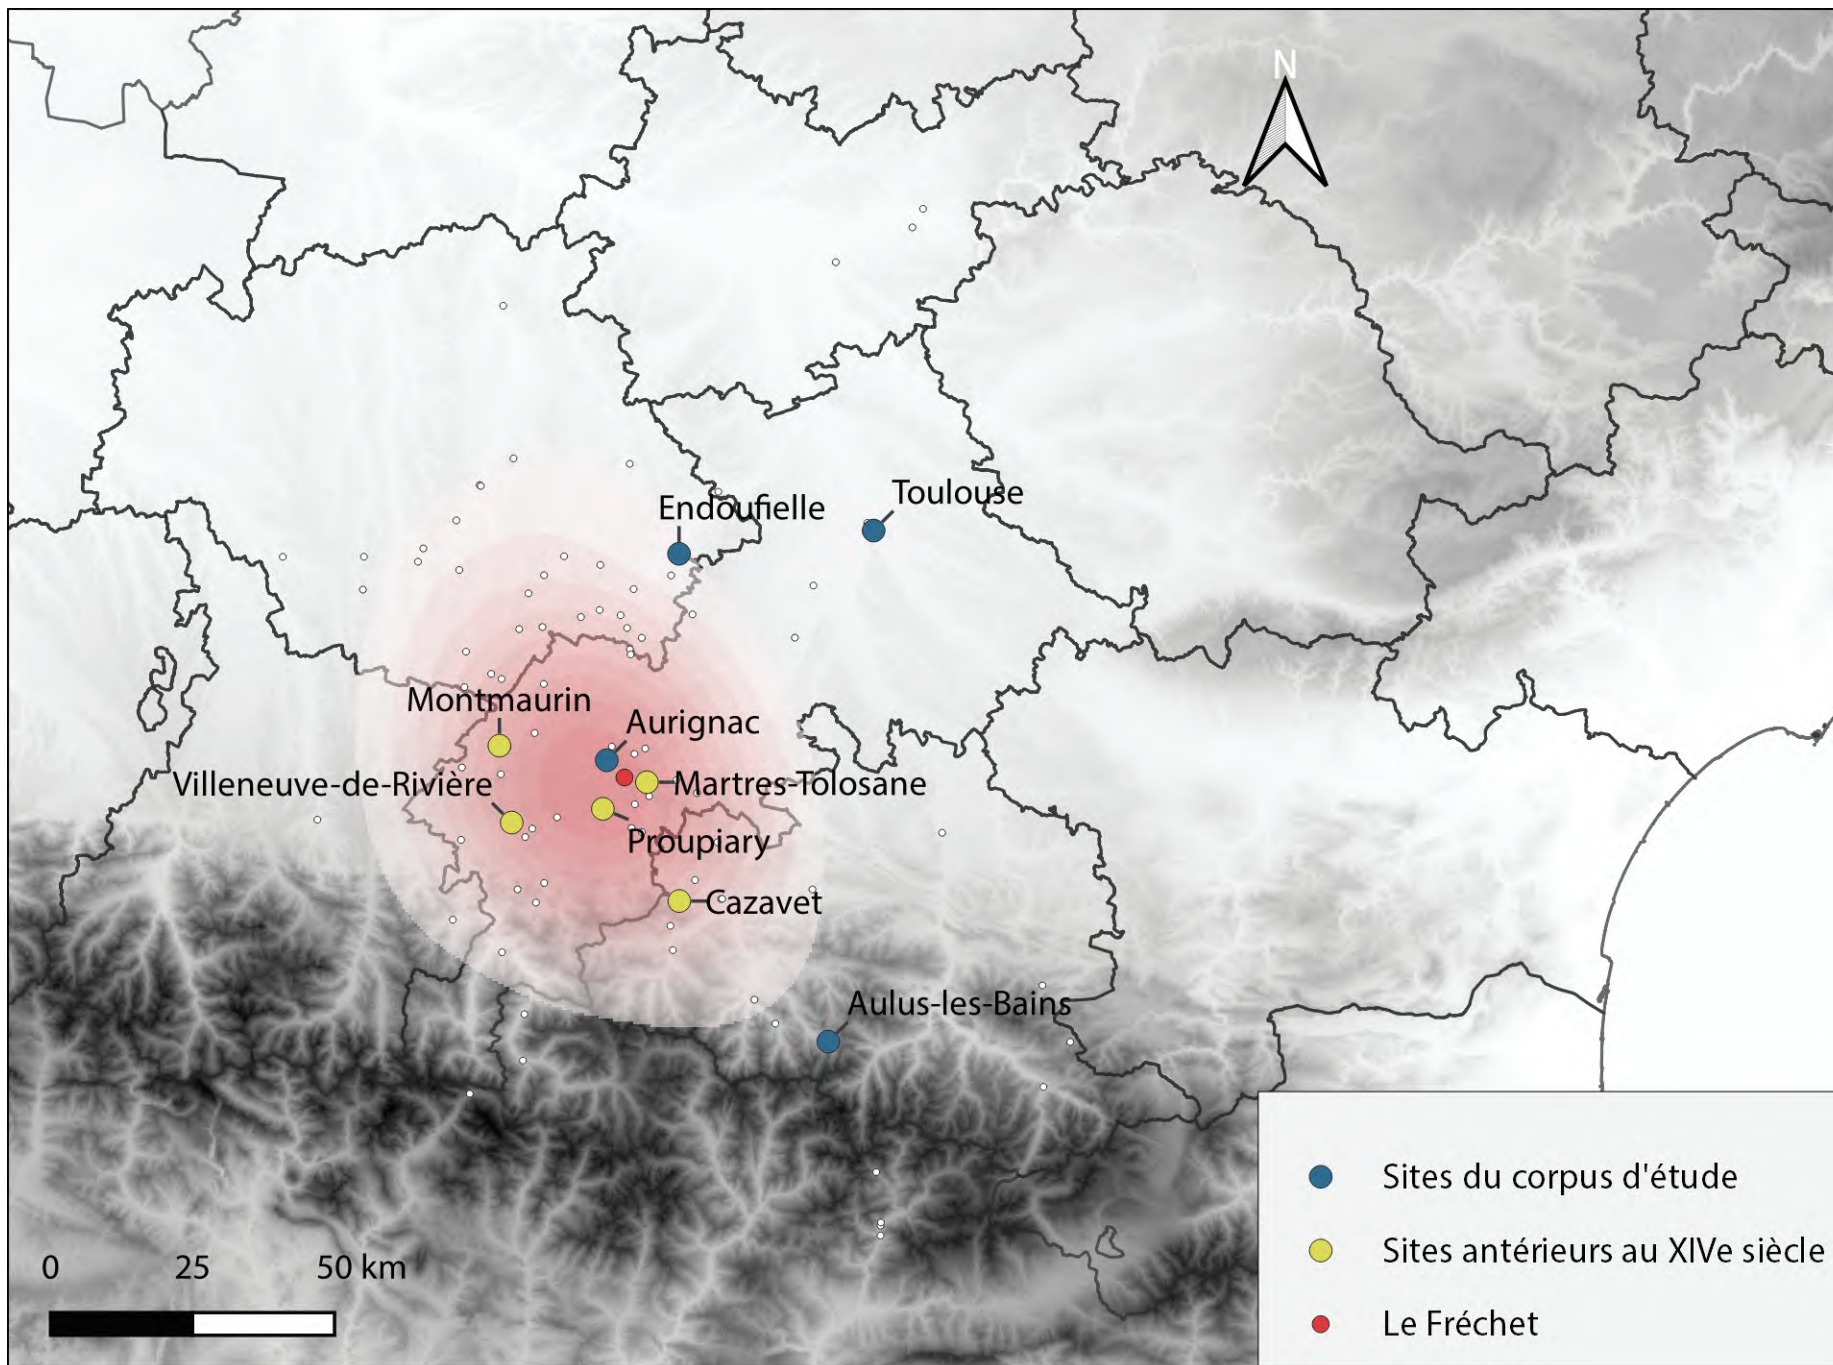 N
Endoufielle
Toulouse
Montmaurin
Aurignac
Villeneuve-de-Rivière
Martres-Tolosane
Proupiary
Cazavet
Aulus-les-Bains
Sites du corpus d'étude
Sites antérieurs au XIVe siècle
Le Fréchet
0 25 50 km